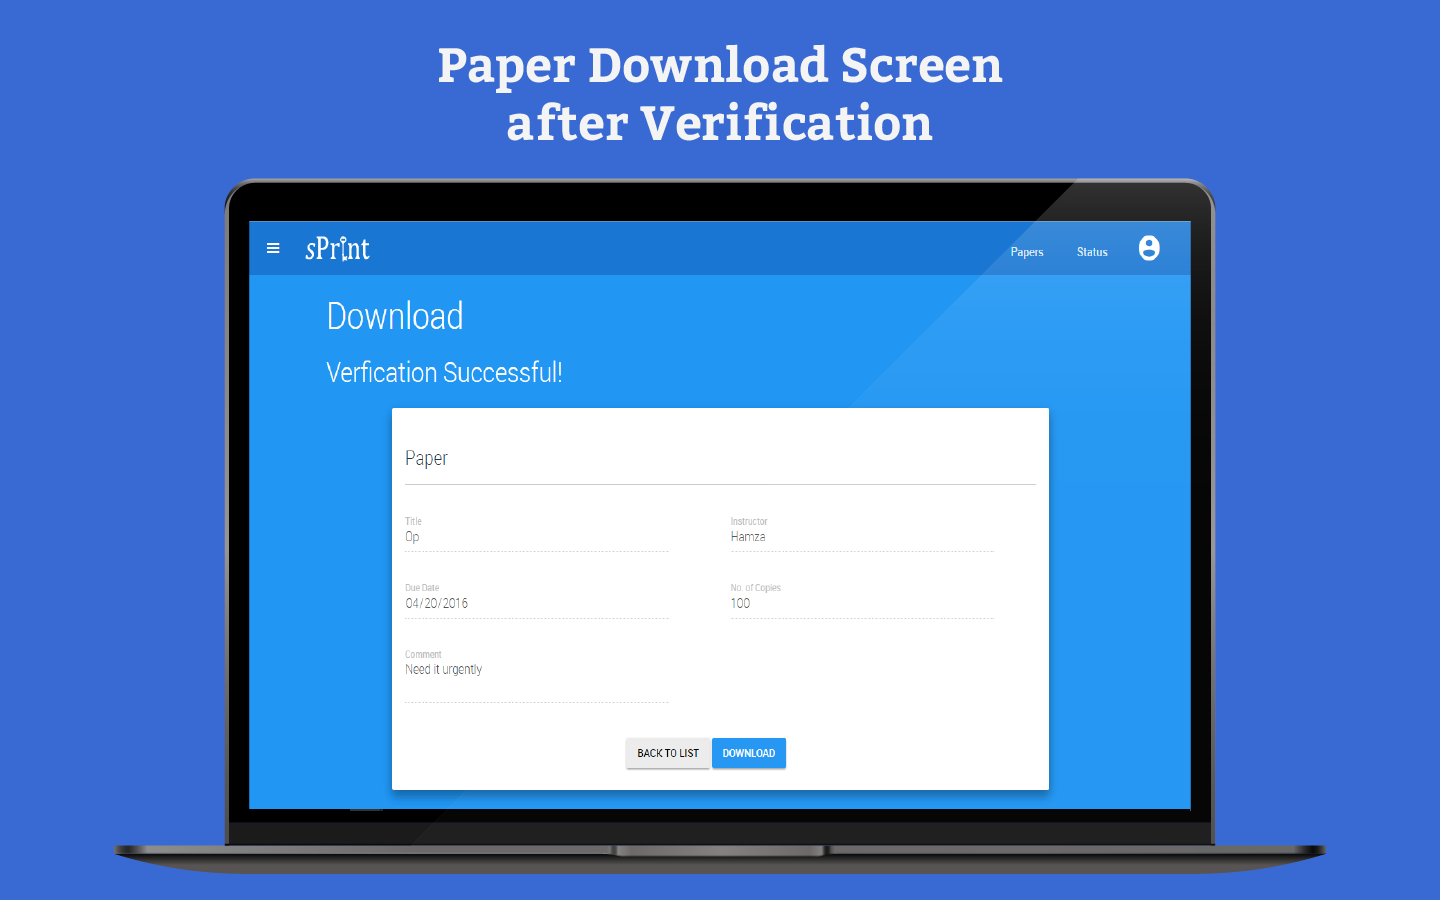 Paper Download Screen
after Verification
sPrint
Papers
Status
Download
Verfication Successful!
Paper
Title
Op
Instructor
Hamza
Due Date
04/20/2016
No. of Copies
100
Comment
Need it urgently
BACK TO LIST
DOWNLOAD